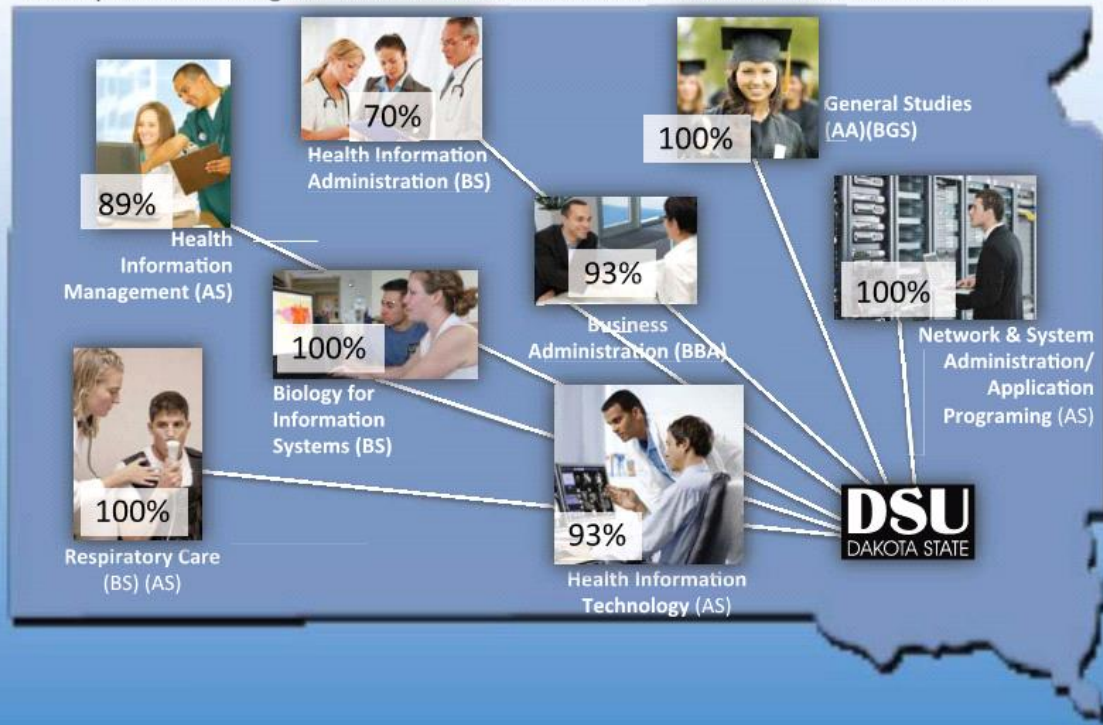 70%
Health Information
Administration (BS)
100%
General Studies
(AA)(BGS)
89%
Health
Information
Management (AS)
93%
Business
Administration (BBA)
100%
Network & System
Administration/
Application
Programing (AS)
100%
Biology for
Information
Systems (BS)
100%
Respiratory Care
(BS) (AS)
93%
Health Information
Technology (AS)
DSU
DAKOTA STATE